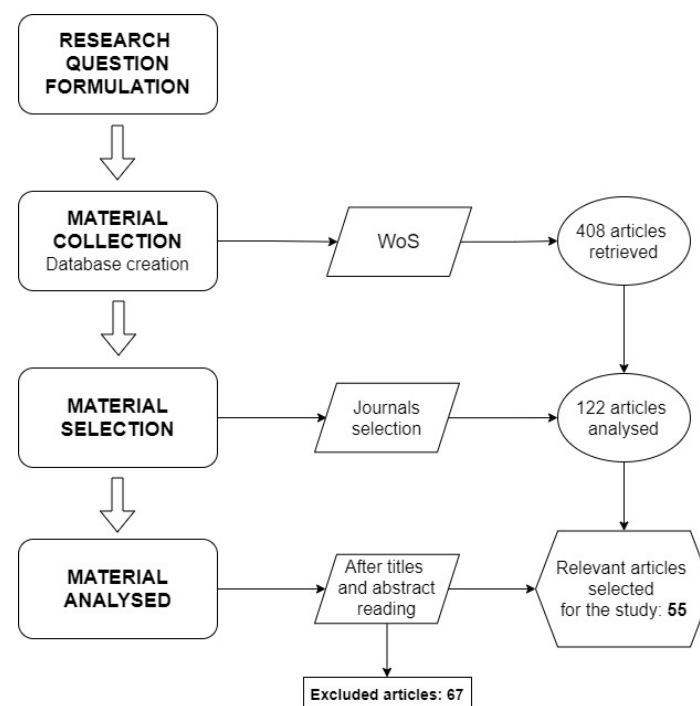 RESEARCH
QUESTION
FORMULATION
MATERIAL
COLLECTION
Database creation
WoS
408 articles
retrieved
MATERIAL
SELECTION
Journals
selection
122 articles
analysed
MATERIAL
ANALYSED
After titles
and abstract
reading
Relevant articles
selected
for the study: 55
Excluded articles: 67